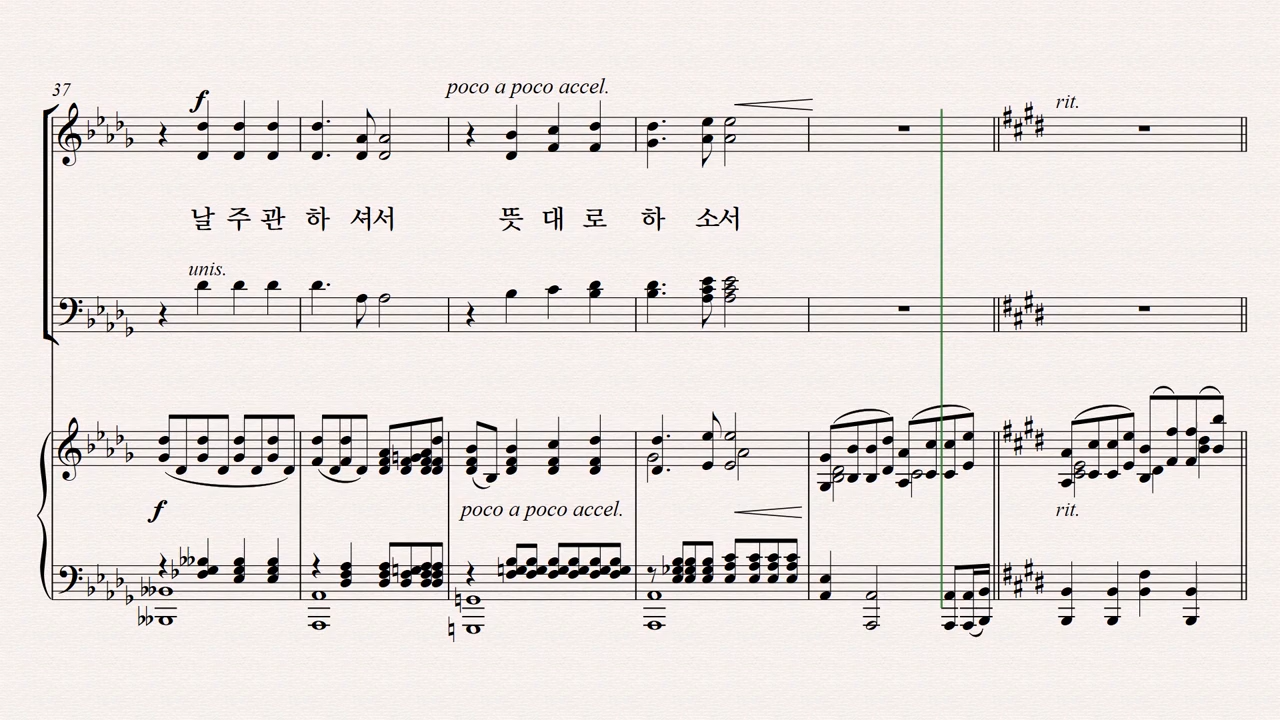 37
f
poco a poco accel.
rit.
날 주 관 하 셔서 뜻 대 로 하 소서
unis.
f
poco a poco accel.
rit.